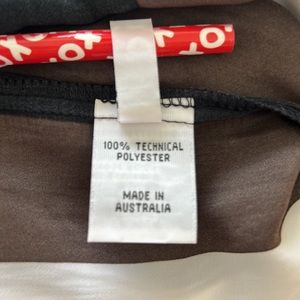 100% TECHNICAL
POLYESTER
MADE IN
AUSTRALIA